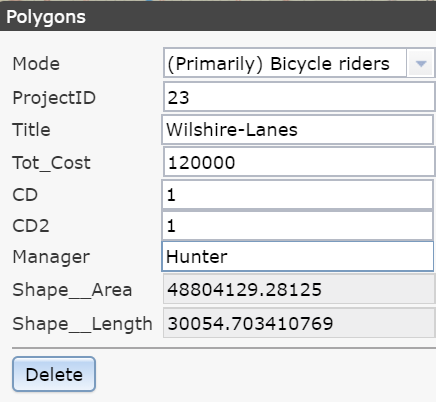 Polygons
Mode (Primarily) Bicycle riders
ProjectID 23
Title Wilshire-Lanes
Tot_Cost 120000
CD 1
CD2 1
Manager Hunter
Shape__Area 48804129.28125
Shape__Length 30054.703410769
Delete